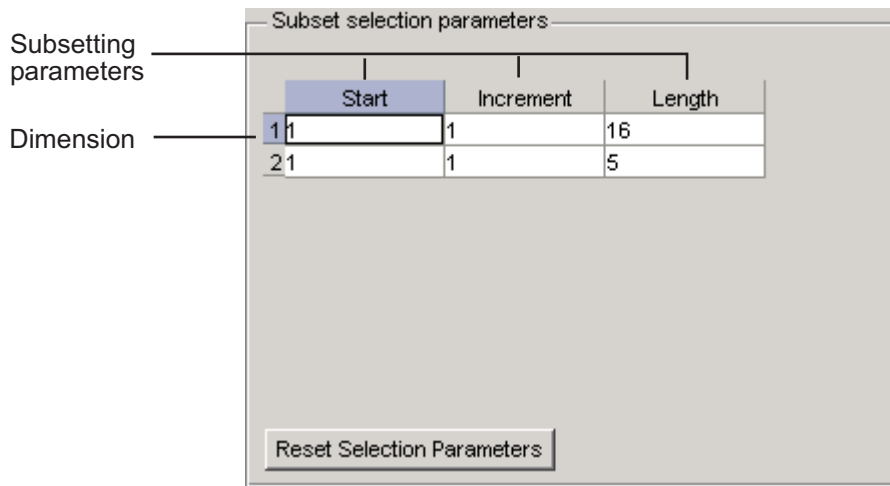 Subset selection parameters
Subsetting
parameters
Start Increment Length
1 1 1 16
Dimension
2 1 1 5
Reset Selection Parameters